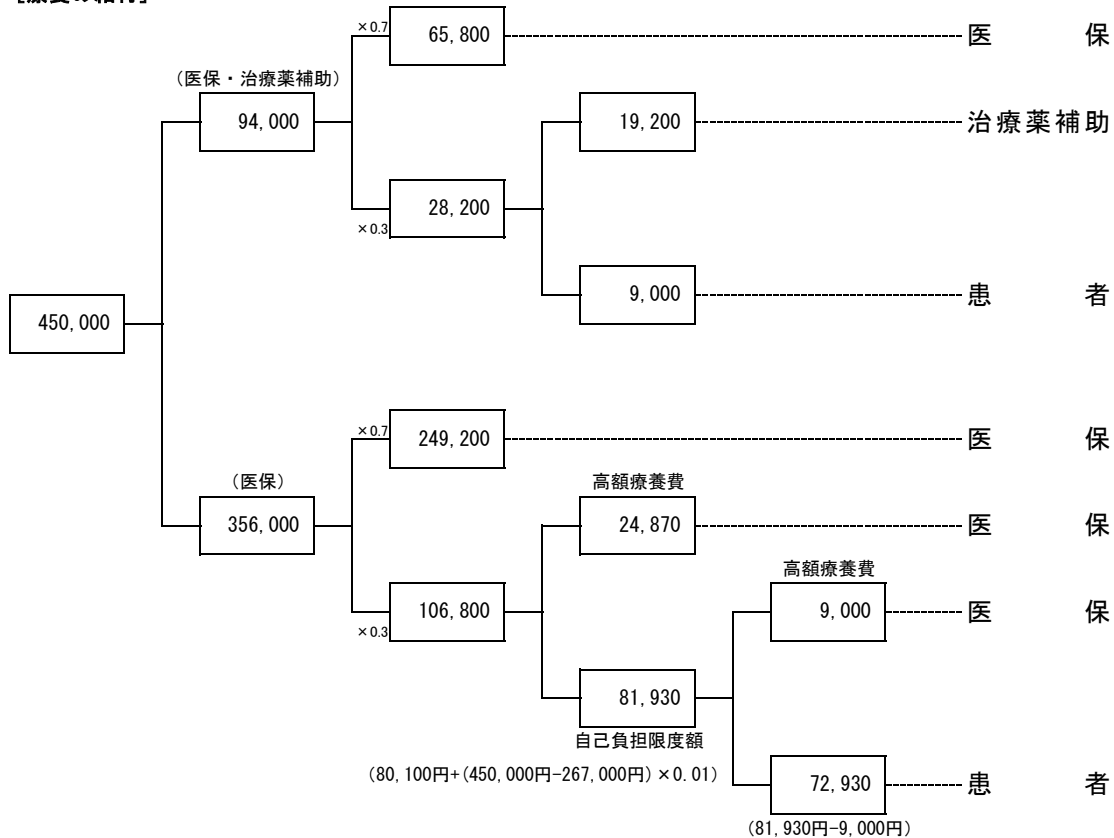 ×0.7 65,800 医 保
(医保・治療薬補助)
94,000
19,200 治療薬補助
×0.3 28,200
9,000 患 者
450,000
×0.7 249,200 医 保
(医保)
356,000
高額療養費
24,870 医 保
高額療養費
×0.3 106,800
9,000 医 保
81,930
自己負担限度額
(80,100円+(450,000円-267,000円)×0.01)
72,930 患 者
(81,930円-9,000円)